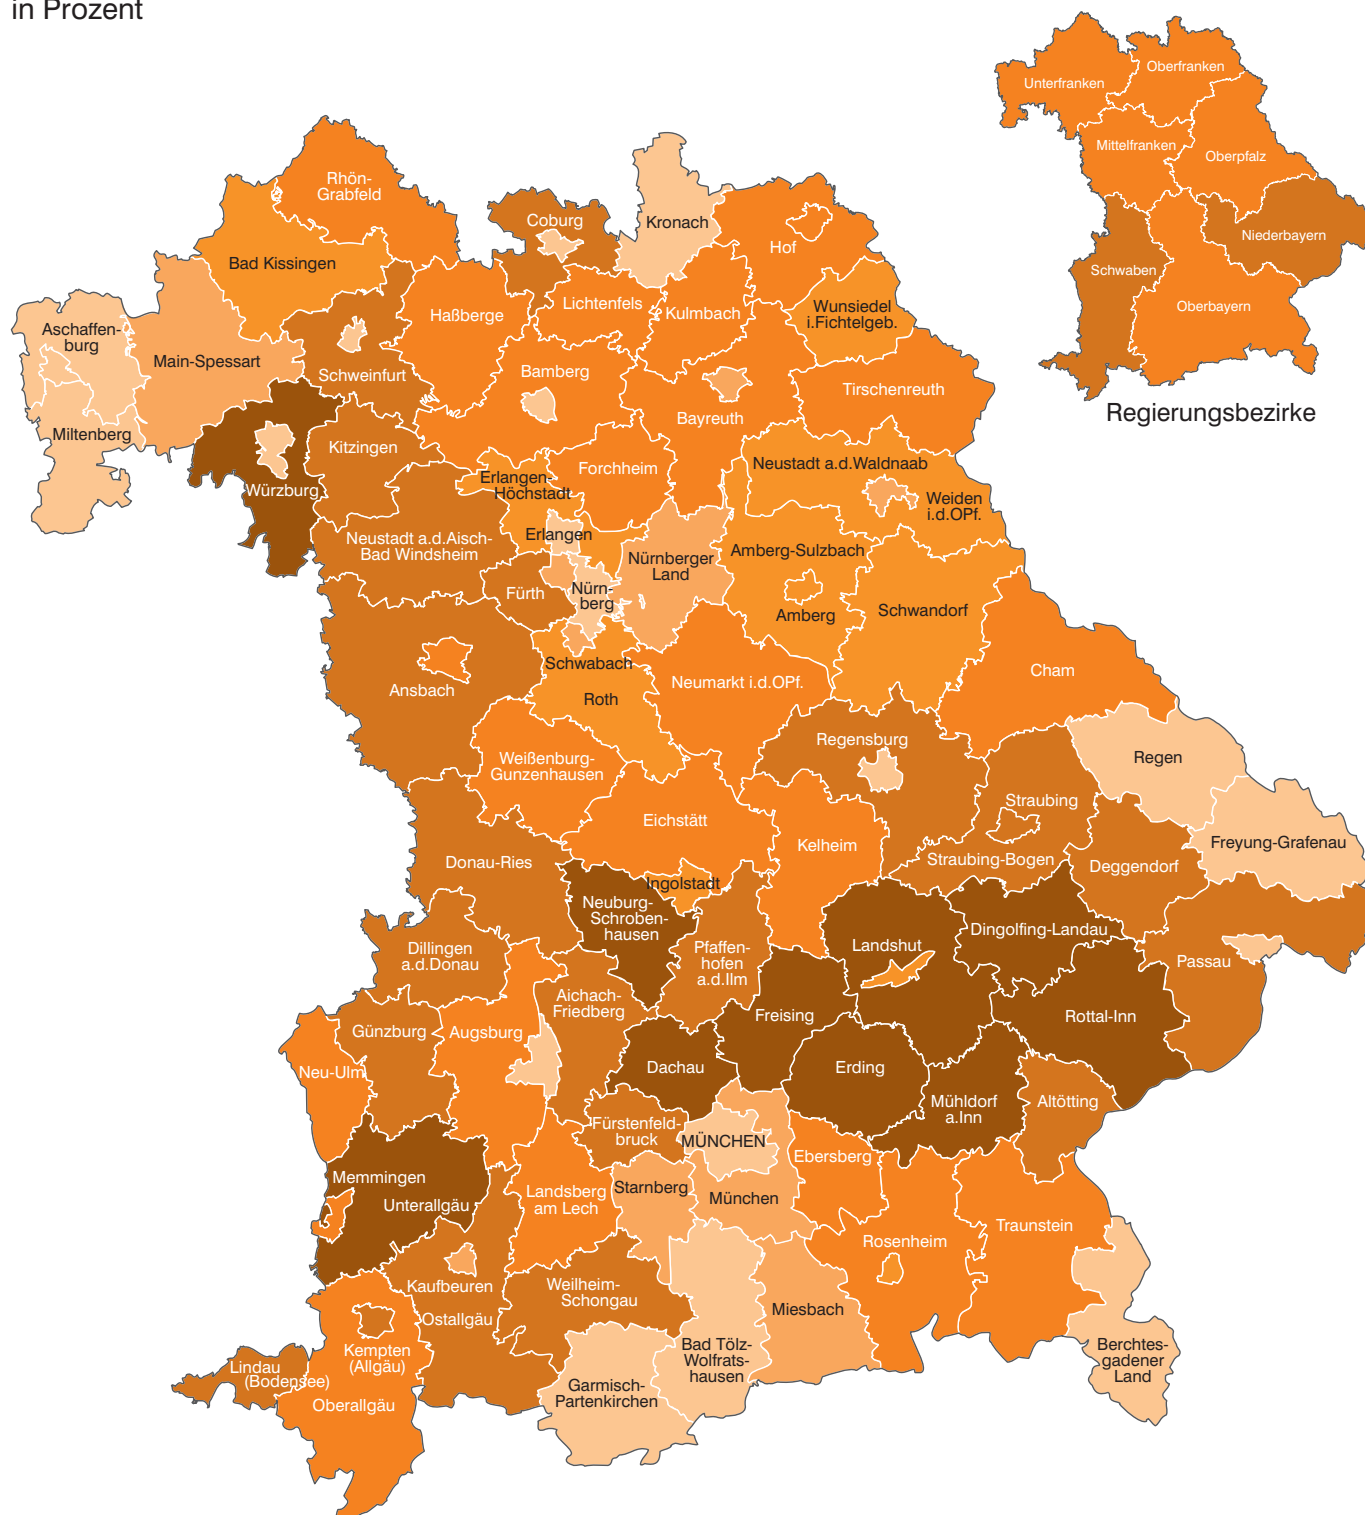 in Prozent
Unterfranken
Oberfranken
Mittelfranken
Oberpfalz
Niederbayern
Schwaben
Oberbayern
Regierungsbezirke
Rhön-
Grabfeld
Coburg
Kronach
Hof
Bad Kissingen
Lichtenfels
Kulmbach
Wunsiedel
i.Fichtelgeb.
Haßberge
Aschaffen-
burg
Main-Spessart
Schweinfurt
Bamberg
Bayreuth
Tirschenreuth
Miltenberg
Kitzingen
Würzburg
Erlangen-
Höchstadt
Forchheim
Neustadt a.d.Waldnaab
Weiden
i.d.OPf.
Neustadt a.d.Aisch-
Bad Windsheim
Erlangen
Nürnberger
Land
Amberg-Sulzbach
Fürth
Nürn-
berg
Amberg
Schwandorf
Ansbach
Schwabach
Roth
Neumarkt i.d.OPf.
Cham
Weißenburg-
Gunzenhausen
Regensburg
Regen
Straubing
Eichstätt
Kelheim
Freyung-Grafenau
Donau-Ries
Straubing-Bogen
Deggendorf
Ingolstadt
Neuburg-
Schroben-
hausen
Dillingen
a.d.Donau
Pfaffen-
hofen
a.d.Ilm
Landshut
Dingolfing-Landau
Passau
Aichach-
Friedberg
Günzburg
Augsburg
Freising
Rottal-Inn
Neu-Ulm
Dachau
Erding
Mühldorf
a.Inn
Altötting
Fürstenfeld-
bruck
MÜNCHEN
Ebersberg
Memmingen
Unterallgäu
Landsberg
am Lech
Starnberg
München
Traunstein
Rosenheim
Kaufbeuren
Ostallgäu
Weilheim-
Schongau
Miesbach
Kempten
(Allgäu)
Lindau
(Bodensee)
Oberallgäu
Garmisch-
Partenkirchen
Bad Tölz-
Wolfrats-
hausen
Berchtes-
gadener
Land